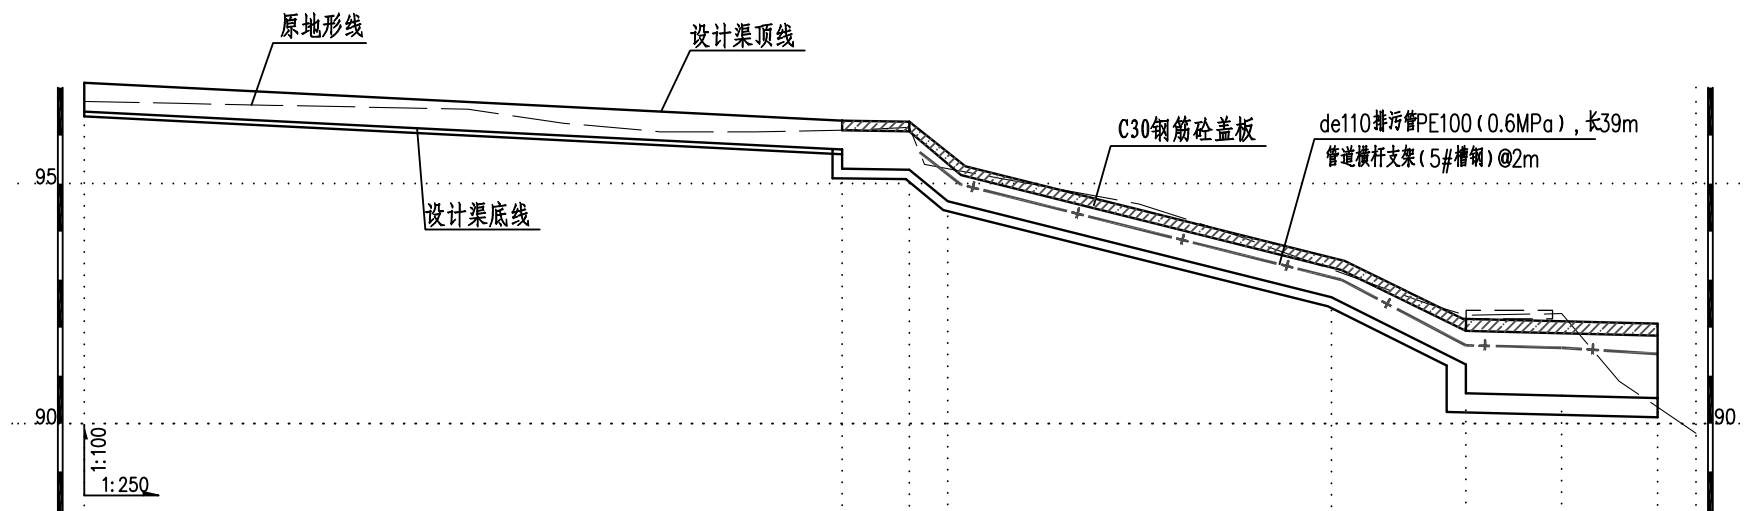 原地形线
设计渠顶线
C30钢筋砼盖板
de110排污管PE100(0.6MPa),长39m
管道横杆支架(5#槽钢)@2m
95
设计渠底线
90
90
1:100
1:250